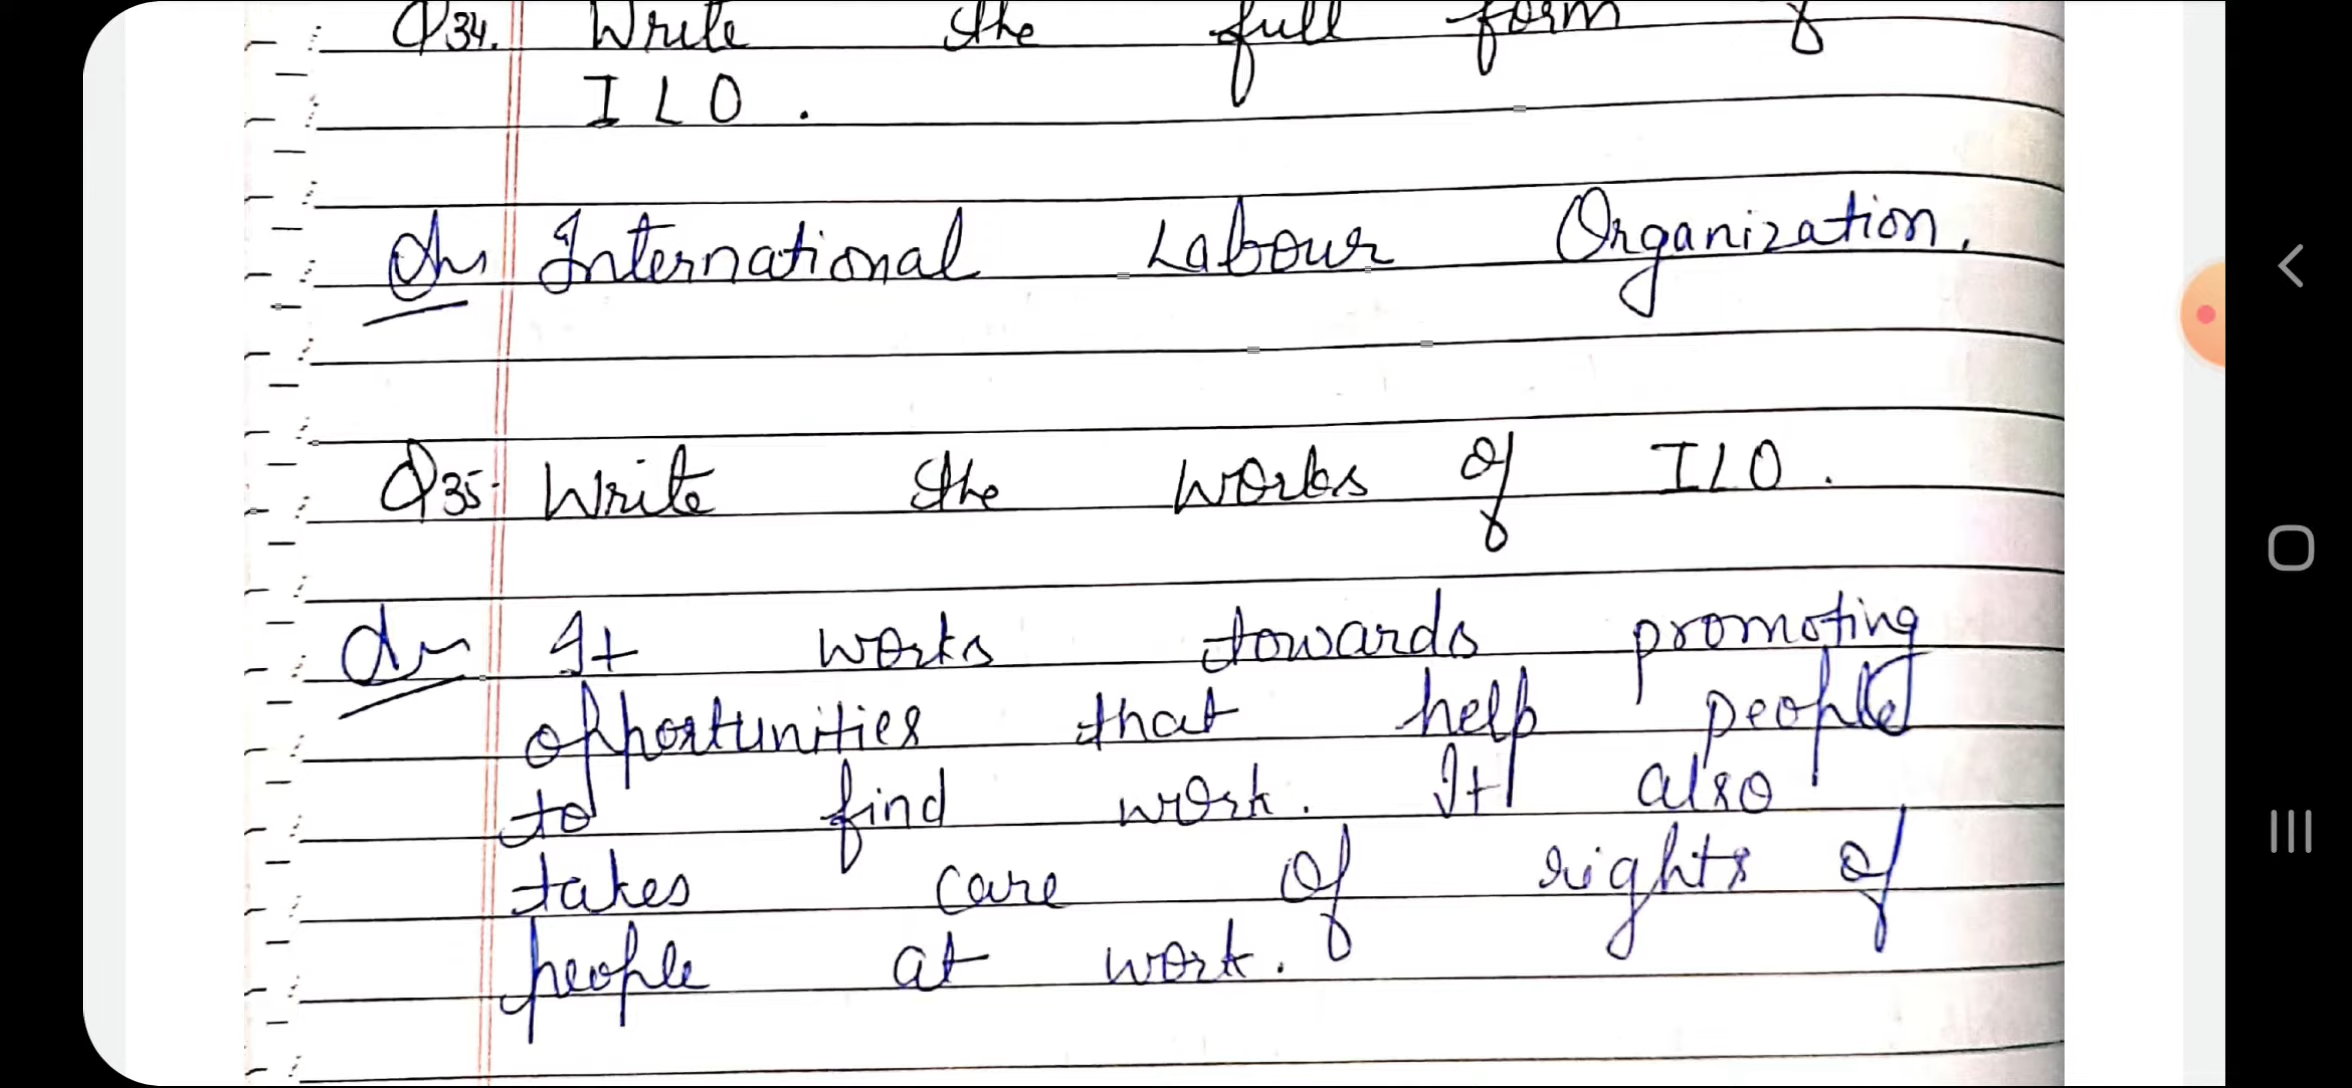 Q34. Write the full form of
ILO.
Ans International Labour Organization.
Q35. Write the works of ILO.
Ans It works towards promoting
opportunities that help people
to find work. It also
takes care of rights of
people at work.